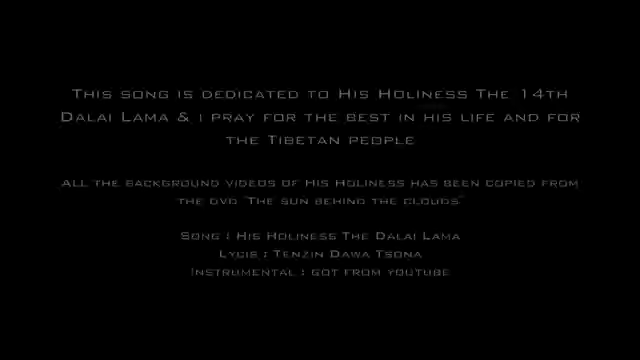 This song is dedicated to His Holiness The 14th
Dalai Lama & i pray for the best in his life and for
the Tibetan people
all the background videos of His Holiness has been copied from
the dvd "The sun behind the clouds"
Song : His Holiness The Dalai Lama
Lycis : Tenzin Dawa Tsona
Instrumental : got from youtube